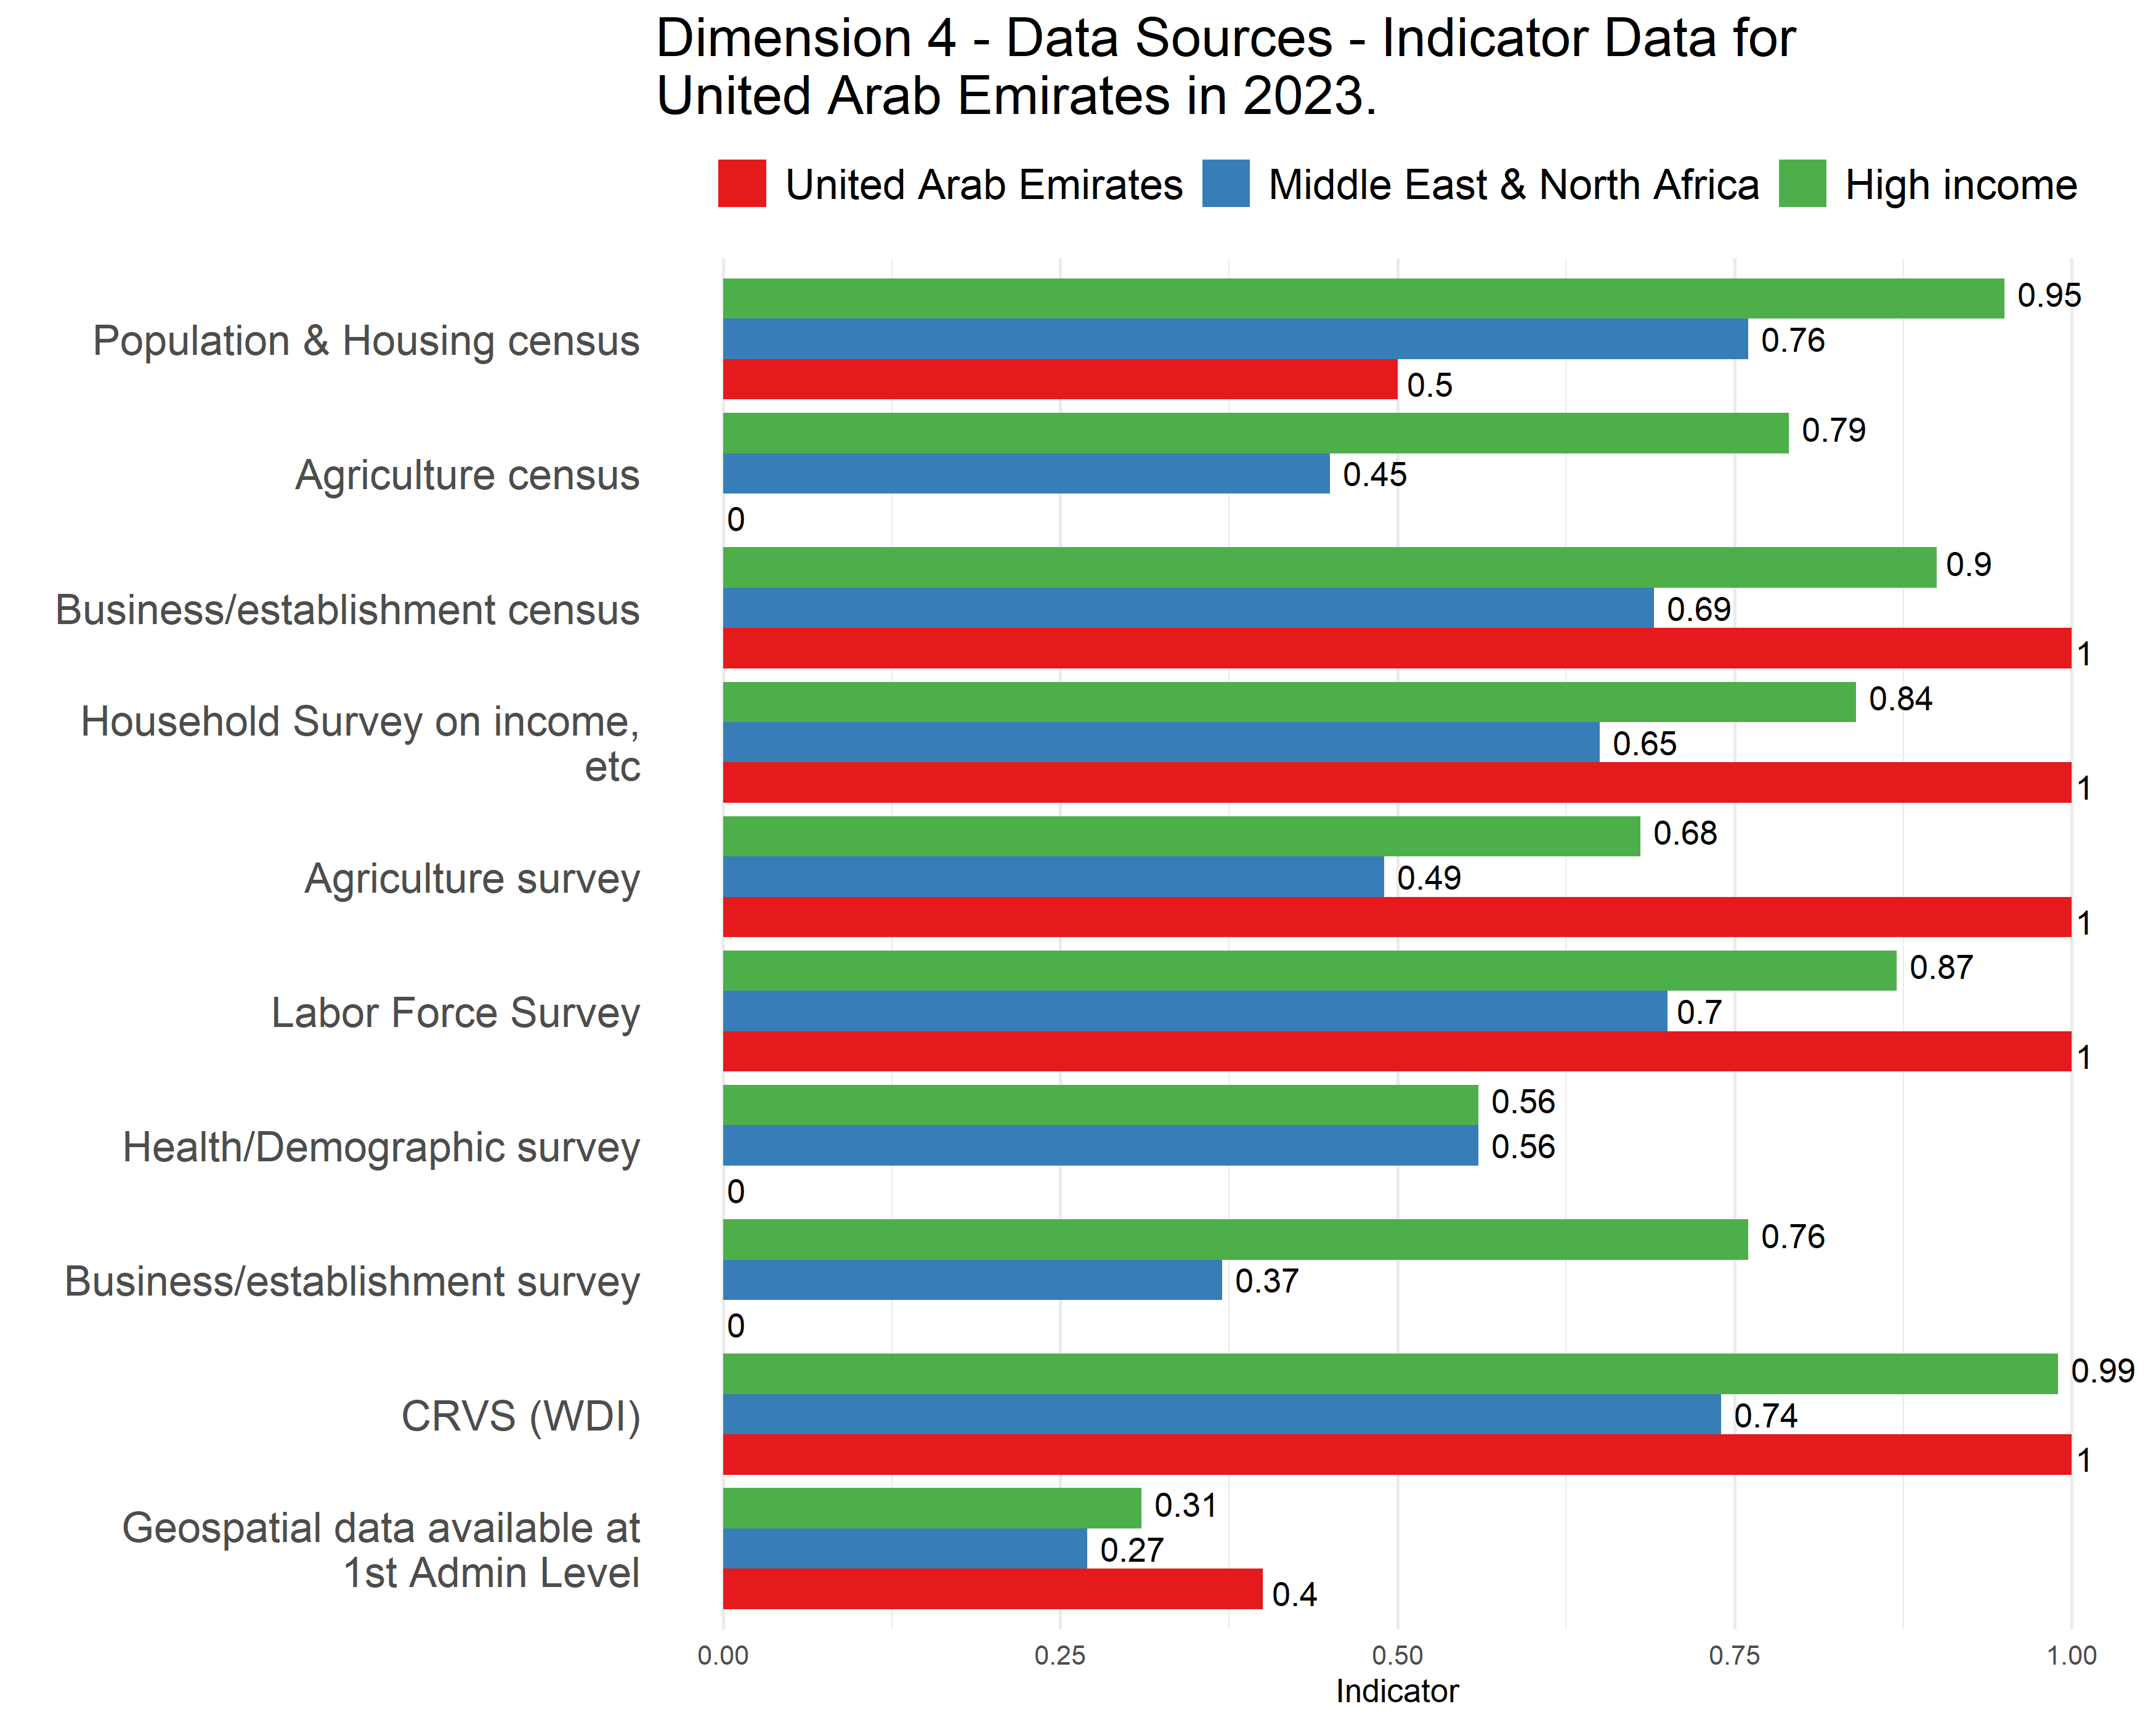 Dimension 4 - Data Sources - Indicator Data for
United Arab Emirates in 2023.
United Arab Emirates
Middle East & North Africa
High income
Population & Housing census
0.95
0.76
0.5
Agriculture census
0.79
0.45
0
Business/establishment census
0.9
0.69
1
Household Survey on income,
etc
0.84
0.65
1
Agriculture survey
0.68
0.49
1
Labor Force Survey
0.87
0.7
1
Health/Demographic survey
0.56
0.56
0
Business/establishment survey
0.76
0.37
0
CRVS (WDI)
0.99
0.74
1
Geospatial data available at
1st Admin Level
0.31
0.27
0.4
0.00
0.25
0.50
0.75
1.00
Indicator